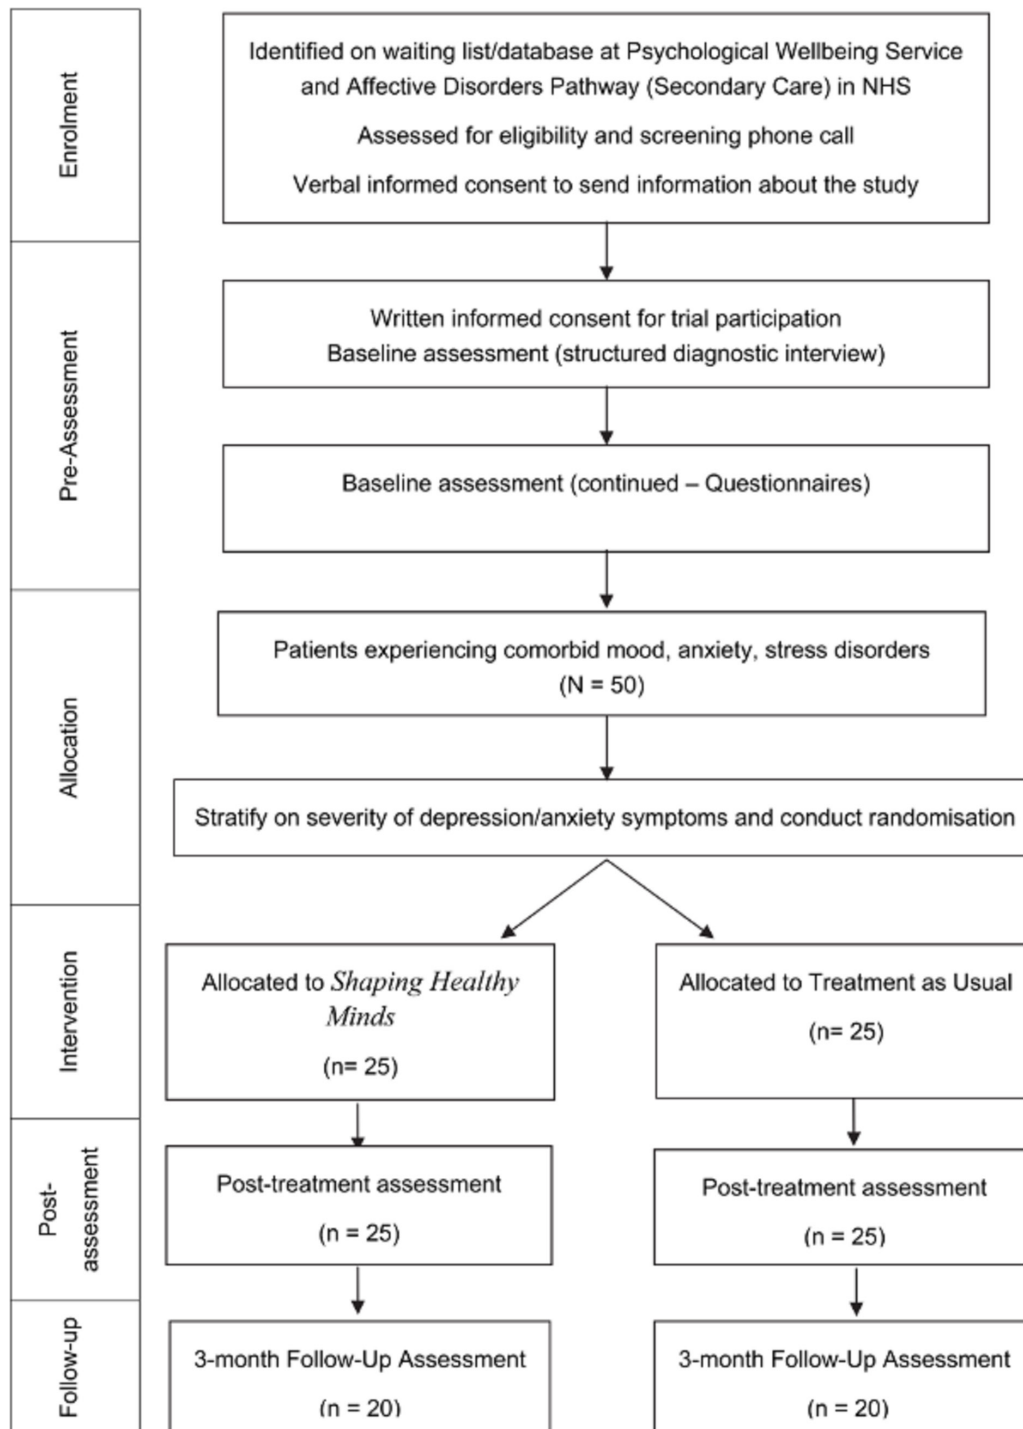 Enrolment
Identified on waiting list/database at Psychological Wellbeing Service
and Affective Disorders Pathway (Secondary Care) in NHS
Assessed for eligibility and screening phone call
Verbal informed consent to send information about the study
Pre-Assessment
Written informed consent for trial participation
Baseline assessment (structured diagnostic interview)
Baseline assessment (continued – Questionnaires)
Allocation
Patients experiencing comorbid mood, anxiety, stress disorders
(N = 50)
Stratify on severity of depression/anxiety symptoms and conduct randomisation
Intervention
Allocated to Shaping Healthy
Minds
(n= 25)
Allocated to Treatment as Usual
(n= 25)
Post-
assessment
Post-treatment assessment
(n = 25)
Post-treatment assessment
(n = 25)
Follow-up
3-month Follow-Up Assessment
(n = 20)
3-month Follow-Up Assessment
(n = 20)